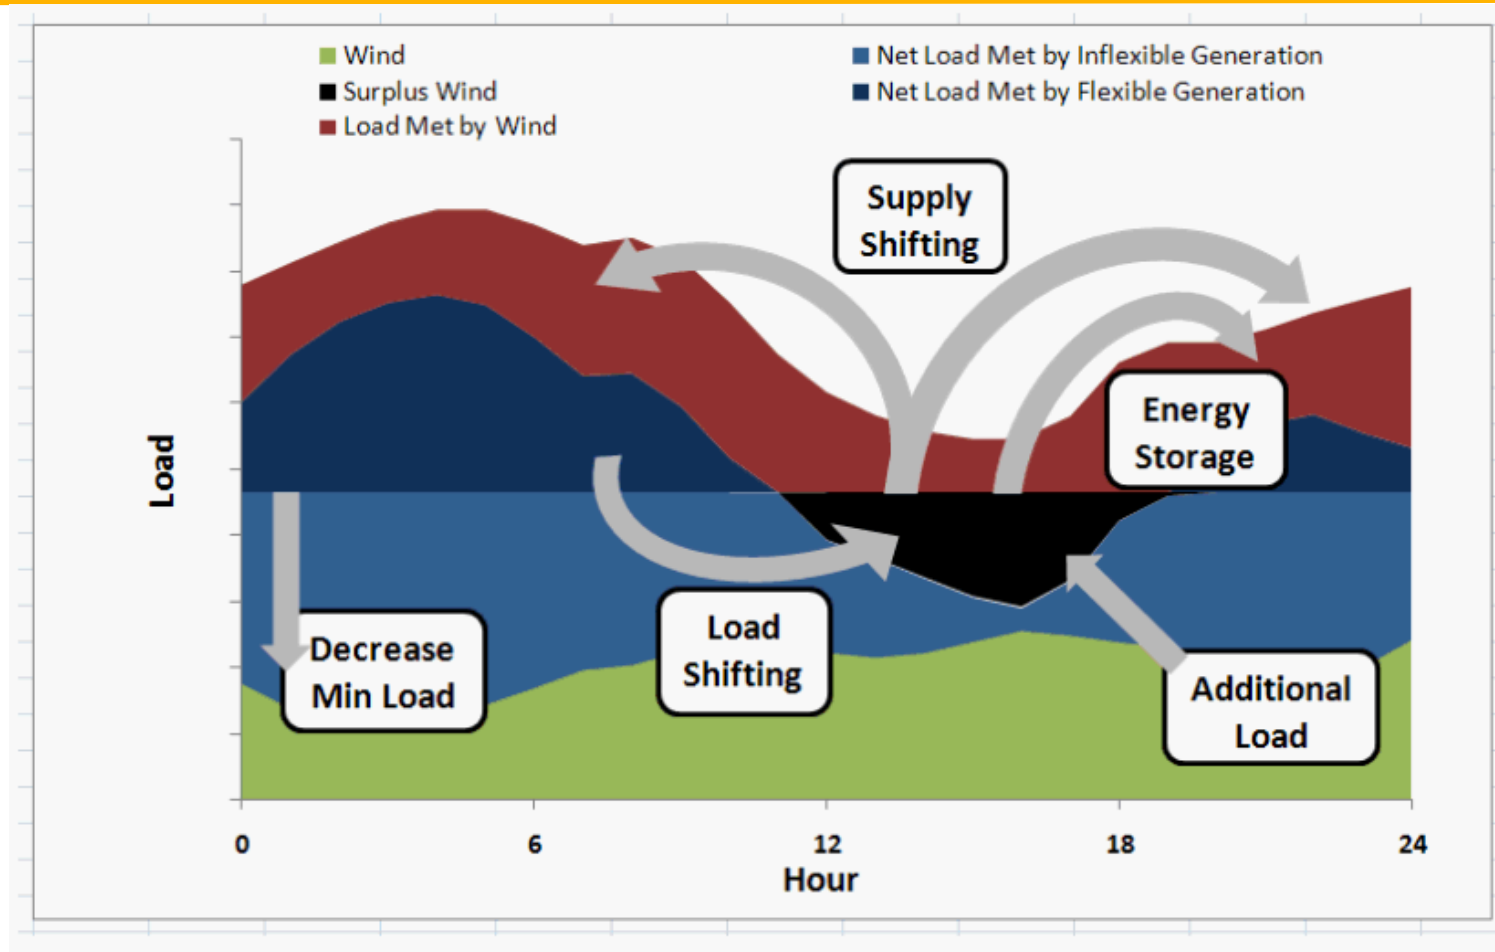 Wind
Net Load Met by Inflexible Generation
Surplus Wind
Net Load Met by Flexible Generation
Load Met by Wind
Supply
Shifting
Energy
Storage
Load
Load
Shifting
Decrease
Min Load
Additional
Load
0
6
12
18
24
Hour